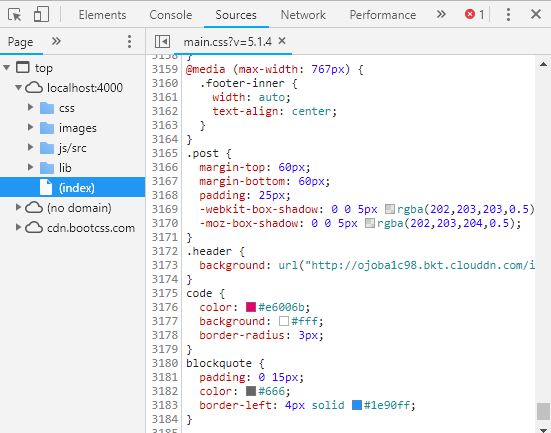 Elements Console Sources Network » 1
Page » main.css?v=5.1.4 ×
top
localhost:4000
css
images
js/src
lib
(index)
(no domain)
cdn.bootcss.com
3158 }
3159 @media (max-width: 767px) {
3160 .footer-inner {
3161 width: auto;
3162 text-align: center;
3163 }
3164 }
3165 .post {
3166 margin-top: 60px;
3167 margin-bottom: 60px;
3168 padding: 25px;
3169 -webkit-box-shadow: 0 0 5px rgba(202,203,203,0.5)
3170 -moz-box-shadow: 0 0 5px rgba(202,203,204,0.5);
3171 }
3172 .header {
3173 background: url("http://ojoba1c98.bkt.clouddn.com/i
3174 }
3175 code {
3176 color: #e6006b;
3177 background: #fff;
3178 border-radius: 3px;
3179 }
3180 blockquote {
3181 padding: 0 15px;
3182 color: #666;
3183 border-left: 4px solid #1e90ff;
3184 }
3185